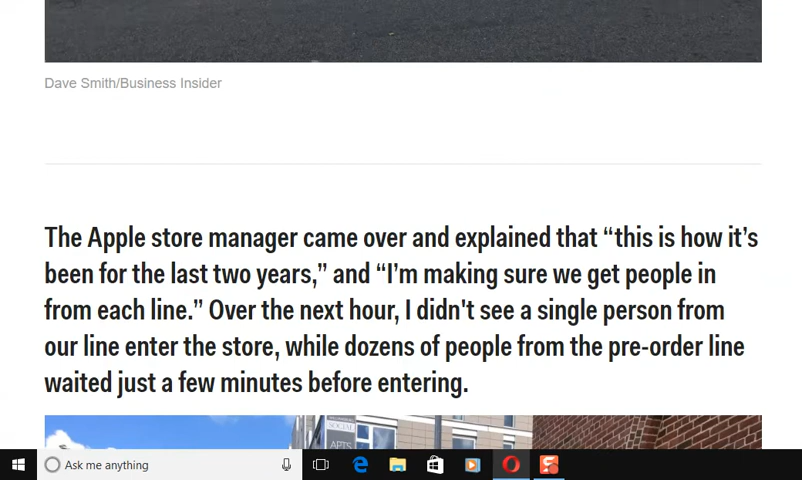 Dave Smith/Business Insider
The Apple store manager came over and explained that “this is how it’s
been for the last two years,” and “I’m making sure we get people in
from each line.” Over the next hour, I didn't see a single person from
our line enter the store, while dozens of people from the pre-order line
waited just a few minutes before entering.
SOCIAL
APTS
Ask me anything